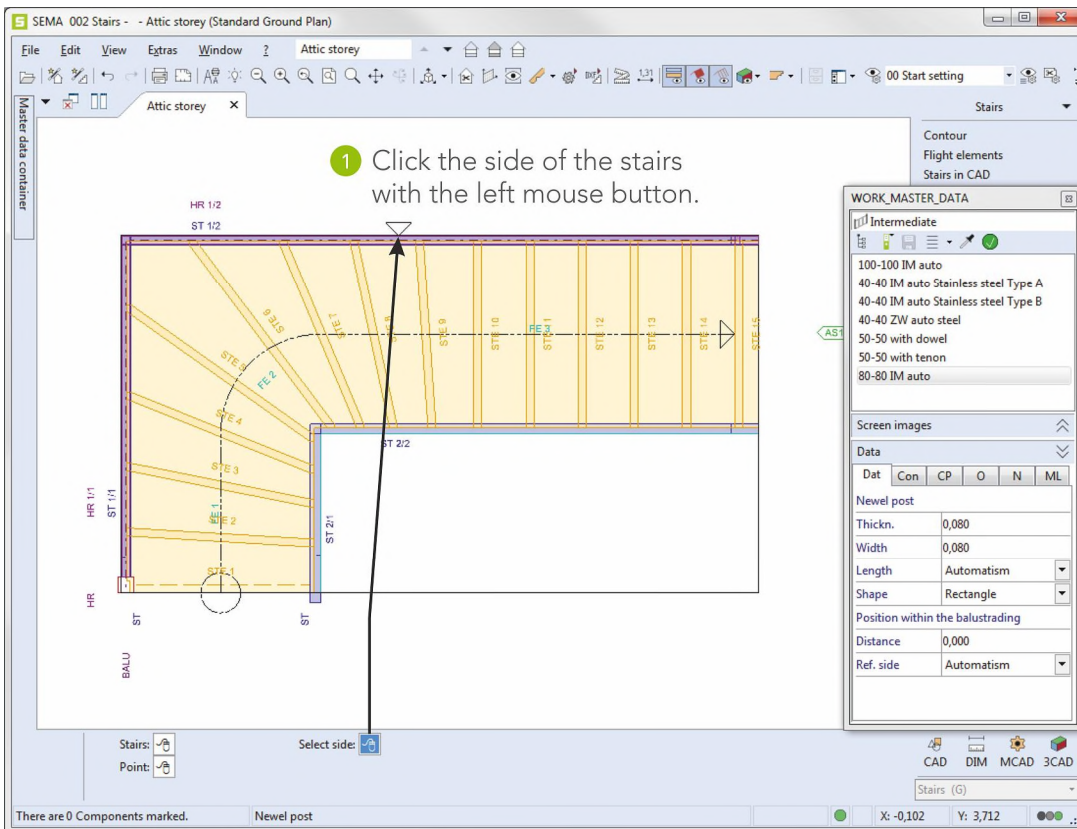 SEMA 002 Stairs - - Attic storey (Standard Ground Plan)
File Edit View Extras Window ? Attic storey
1,31 00 Start setting
Master data container
Attic storey
Stairs
Contour
Flight elements
Stairs in CAD
1 Click the side of the stairs
with the left mouse button.
WORK_MASTER_DATA
Intermediate
100-100 IM auto
40-40 IM auto Stainless steel Type A
40-40 IM auto Stainless steel Type B
40-40 ZW auto steel
50-50 with dowel
50-50 with tenon
80-80 IM auto
Screen images
Data
Dat Con CP O N ML
Newel post
Thickn. 0,080
Width 0,080
Length Automatism
Shape Rectangle
Position within the balustrading
Distance 0,000
Ref. side Automatism
HR 1/2
ST 1/2
STE 6
STE 7
STE 8
STE 9
STE 10
STE 11
STE 12
STE 13
STE 14
STE 15
FE 3
AS1
STE 5
FE 2
STE 4
ST 2/2
STE 3
HR 1/1
ST 1/1
FE 1
STE 2
ST 2/1
STE 1
HR
ST
ST
BALU
Stairs:
Point:
Select side:
CAD DIM MCAD 3CAD
Stairs (G)
There are 0 Components marked. Newel post X: -0,102 Y: 3,712